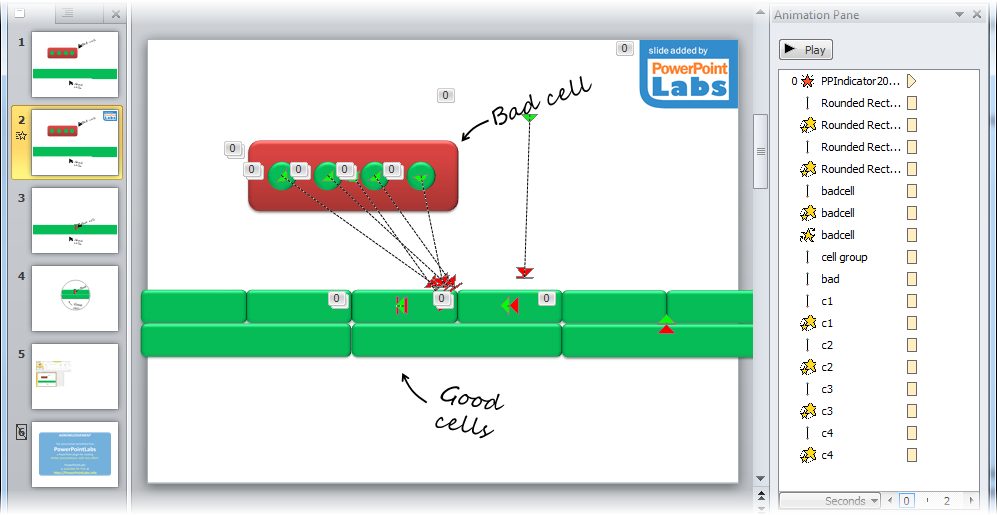 Animation Pane
Play
0 PPIndicator20...
Rounded Rect...
Rounded Rect...
Rounded Rect...
Rounded Rect...
badcell
badcell
badcell
cell group
bad
c1
c1
c2
c2
c3
c3
c4
c4
Seconds 0 2
1
2
3
4
5
6
PowerPointLabs
slide added by
PowerPoint
Labs
0
0
Bad cell
0
0
0
0
0
0
0
0
Good
cells